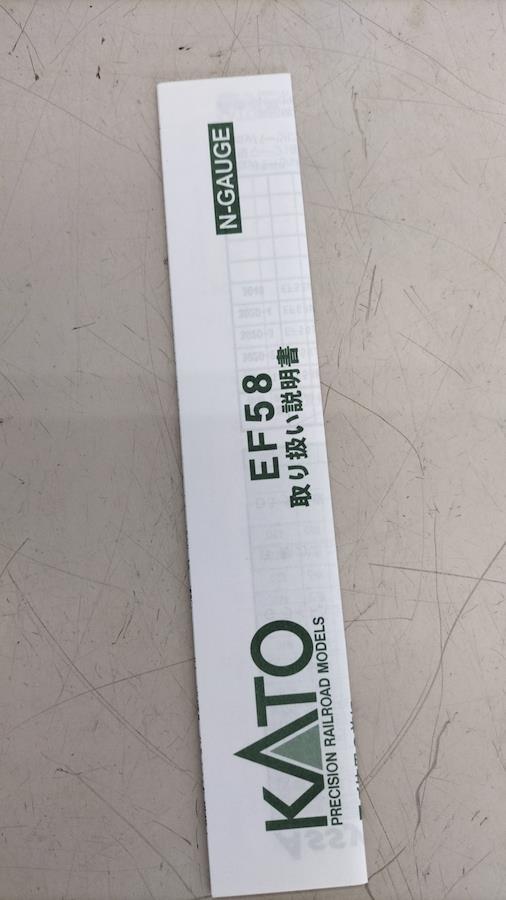 KATO
PRECISION RAILROAD MODELS
EF58
取り扱い説明書
N-GAUGE